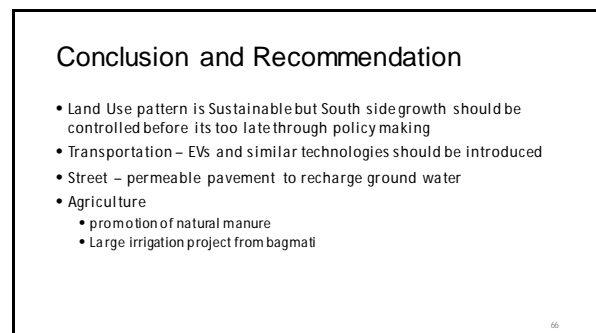 Conclusion and Recommendation
• Land Use pattern is Sustainable but South side growth should be
controlled before its too late through policy making
• Transportation – EVs and similar technologies should be introduced
• Street – permeable pavement to recharge ground water
• Agriculture
• promotion of natural manure
• Large irrigation project from bagmati
66